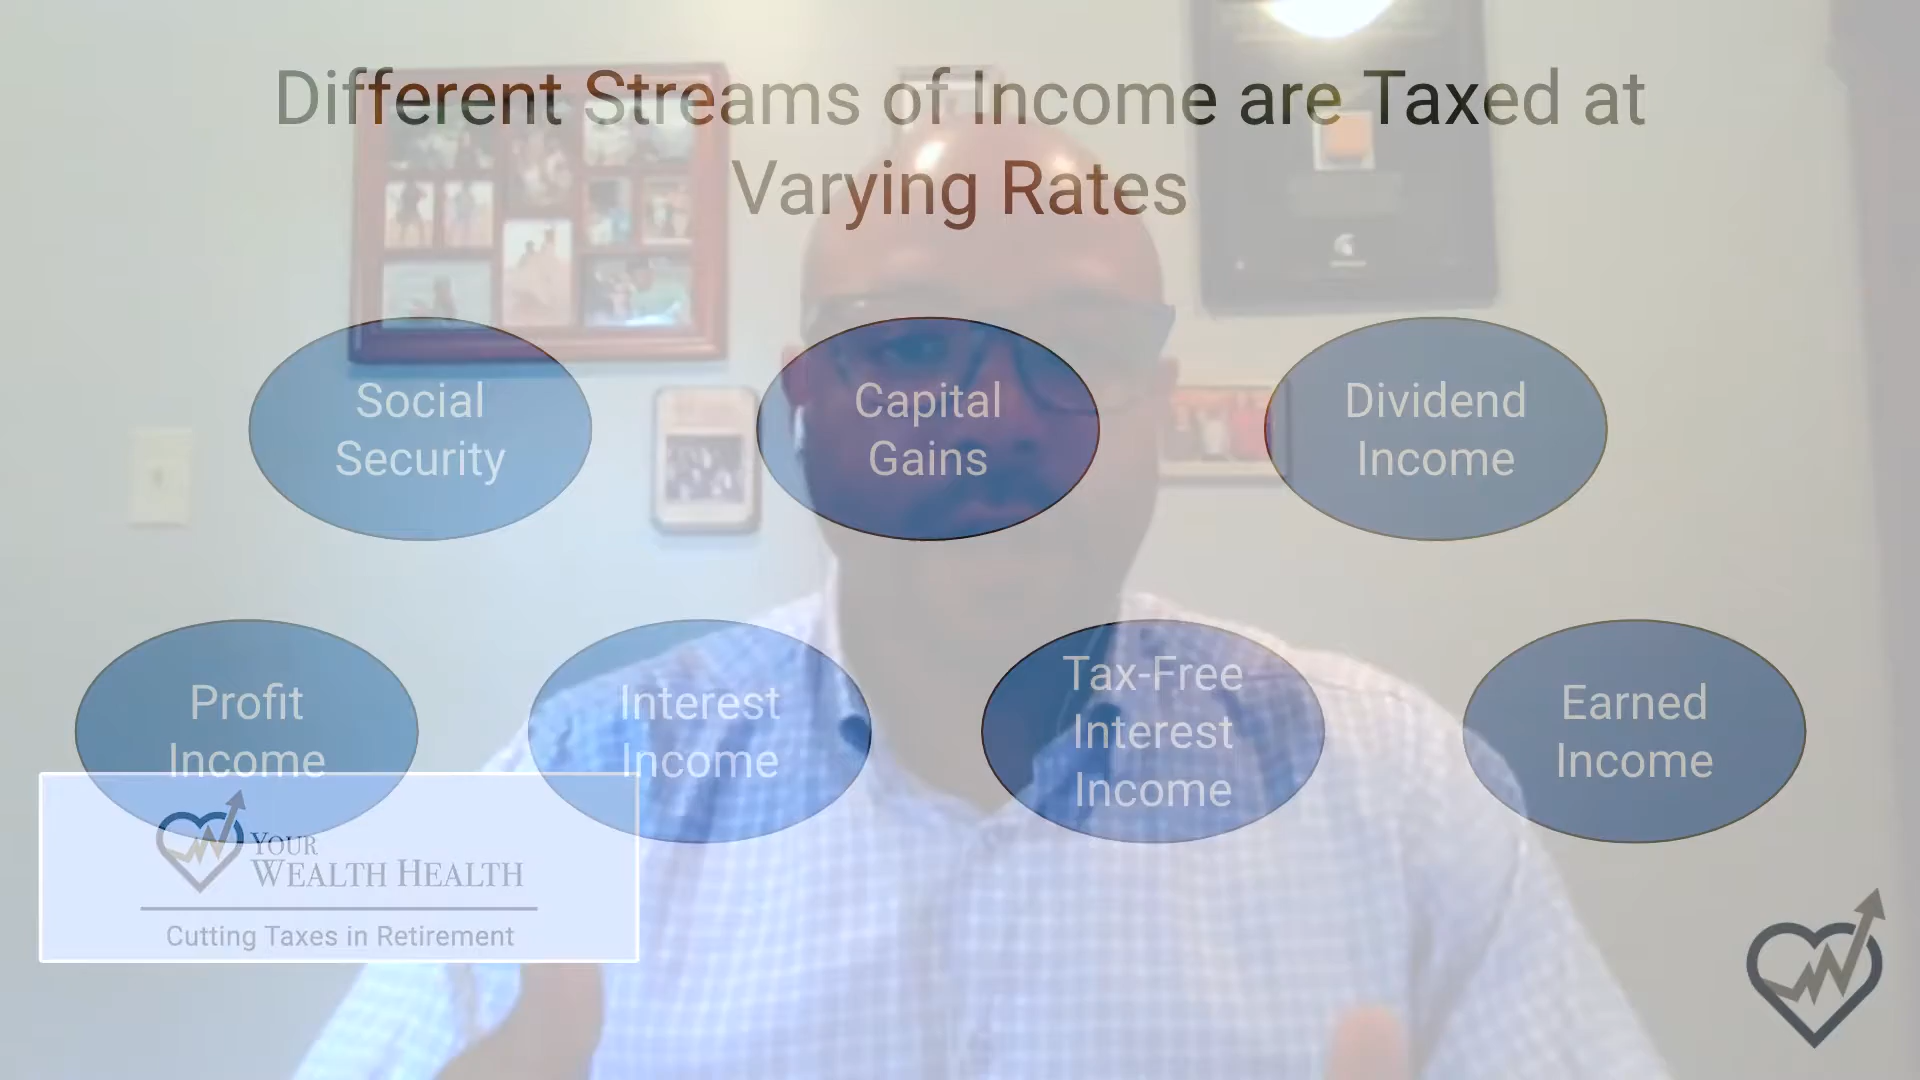 Different Streams of Income are Taxed at
Varying Rates
Social
Security
Capital
Gains
Dividend
Income
Profit
Income
Interest
Income
Tax-Free
Interest
Income
Earned
Income
YOUR
WEALTH HEALTH
Cutting Taxes in Retirement